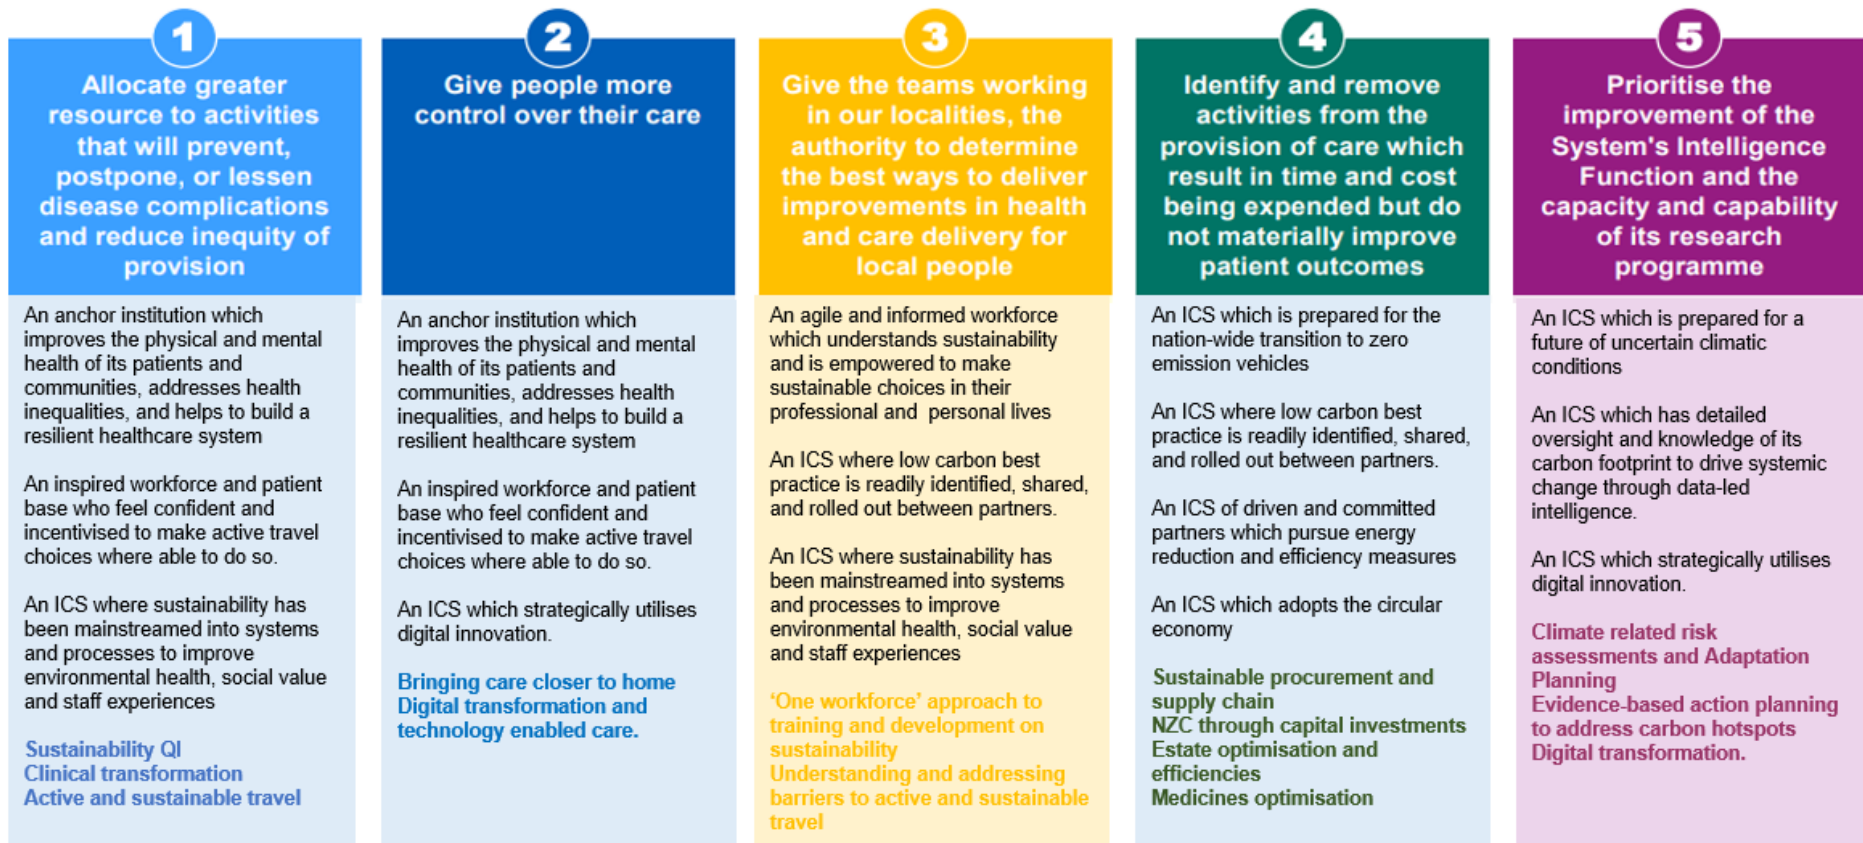 1
Allocate greater
resource to activities
that will prevent,
postpone, or lessen
disease complications
and reduce inequity of
provision
An anchor institution which
improves the physical and mental
health of its patients and
communities, addresses health
inequalities, and helps to build a
resilient healthcare system
An inspired workforce and patient
base who feel confident and
incentivised to make active travel
choices where able to do so.
An ICS where sustainability has
been mainstreamed into systems
and processes to improve
environmental health, social value
and staff experiences
Sustainability QI
Clinical transformation
Active and sustainable travel
2
Give people more
control over their care
An anchor institution which
improves the physical and mental
health of its patients and
communities, addresses health
inequalities, and helps to build a
resilient healthcare system
An inspired workforce and patient
base who feel confident and
incentivised to make active travel
choices where able to do so.
An ICS which strategically utilises
digital innovation.
Bringing care closer to home
Digital transformation and
technology enabled care.
3
Give the teams working
in our localities, the
authority to determine
the best ways to deliver
improvements in health
and care delivery for
local people
An agile and informed workforce
which understands sustainability
and is empowered to make
sustainable choices in their
professional and  personal lives
An ICS where low carbon best
practice is readily identified, shared,
and rolled out between partners.
An ICS where sustainability has
been mainstreamed into systems
and processes to improve
environmental health, social value
and staff experiences
‘One workforce’ approach to
training and development on
sustainability
Understanding and addressing
barriers to active and sustainable
travel
4
Identify and remove
activities from the
provision of care which
result in time and cost
being expended but do
not materially improve
patient outcomes
An ICS which is prepared for the
nation-wide transition to zero
emission vehicles
An ICS where low carbon best
practice is readily identified, shared,
and rolled out between partners.
An ICS of driven and committed
partners which pursue energy
reduction and efficiency measures
An ICS which adopts the circular
economy
Sustainable procurement and
supply chain
NZC through capital investments
Estate optimisation and
efficiencies
Medicines optimisation
5
Prioritise the
improvement of the
System's Intelligence
Function and the
capacity and capability
of its research
programme
An ICS which is prepared for a
future of uncertain climatic
conditions
An ICS which has detailed
oversight and knowledge of its
carbon footprint to drive systemic
change through data-led
intelligence.
An ICS which strategically utilises
digital innovation.
Climate related risk
assessments and Adaptation
Planning
Evidence-based action planning
to address carbon hotspots
Digital transformation.